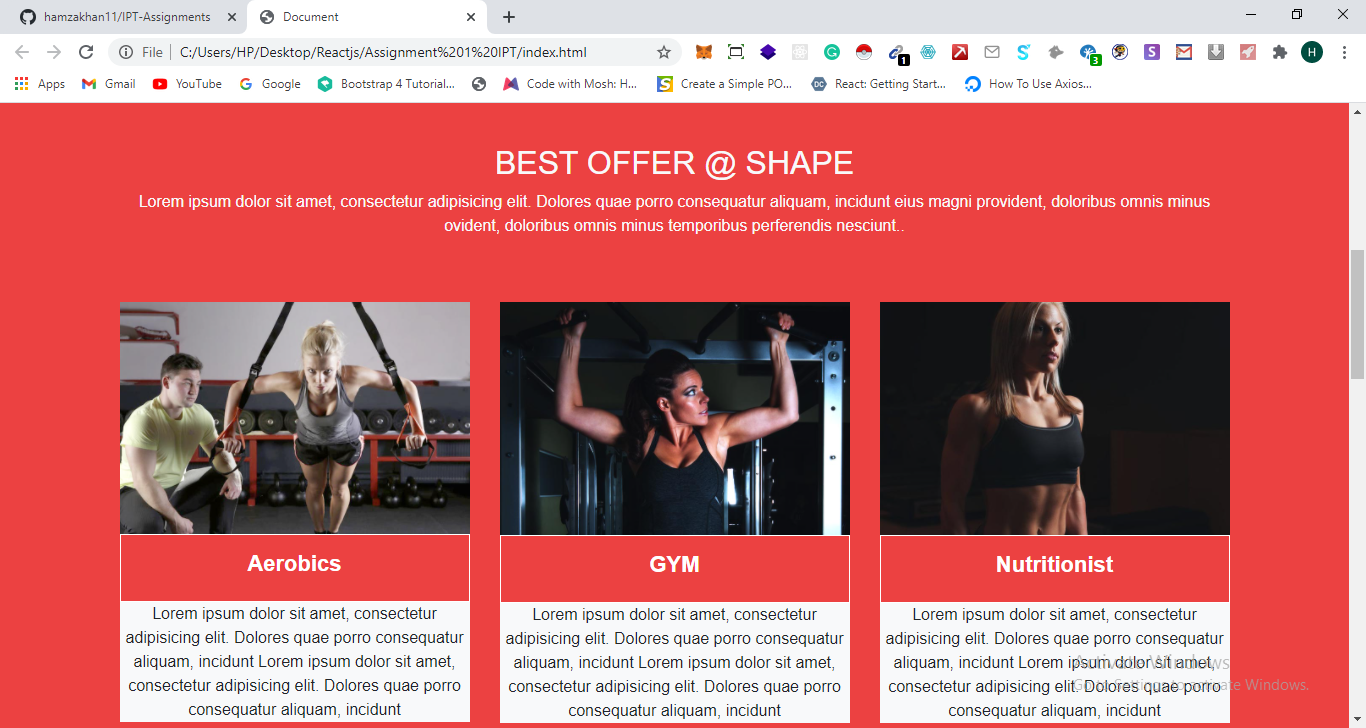 hamzakhan11/IPT-Assignments
Document
File
C:/Users/HP/Desktop/Reactjs/Assignment%201%20IPT/index.html
1
S
3
S
H
Apps
Gmail
YouTube
Google
Bootstrap 4 Tutorial...
Code with Mosh: H...
Create a Simple PO...
React: Getting Start...
How To Use Axios...
BEST OFFER @ SHAPE
Lorem ipsum dolor sit amet, consectetur adipisicing elit. Dolores quae porro consequatur aliquam, incidunt eius magni provident, doloribus omnis minus
ovident, doloribus omnis minus temporibus perferendis nesciunt..
Aerobics
Lorem ipsum dolor sit amet, consectetur
adipisicing elit. Dolores quae porro consequatur
aliquam, incidunt Lorem ipsum dolor sit amet,
consectetur adipisicing elit. Dolores quae porro
consequatur aliquam, incidunt
GYM
Lorem ipsum dolor sit amet, consectetur
adipisicing elit. Dolores quae porro consequatur
aliquam, incidunt Lorem ipsum dolor sit amet,
consectetur adipisicing elit. Dolores quae porro
consequatur aliquam, incidunt
Nutritionist
Lorem ipsum dolor sit amet, consectetur
adipisicing elit. Dolores quae porro consequatur
aliquam, incidunt Lorem ipsum dolor sit amet,
consectetur adipisicing elit. Dolores quae porro
consequatur aliquam, incidunt
Activate Windows
Go to Settings to activate Windows.